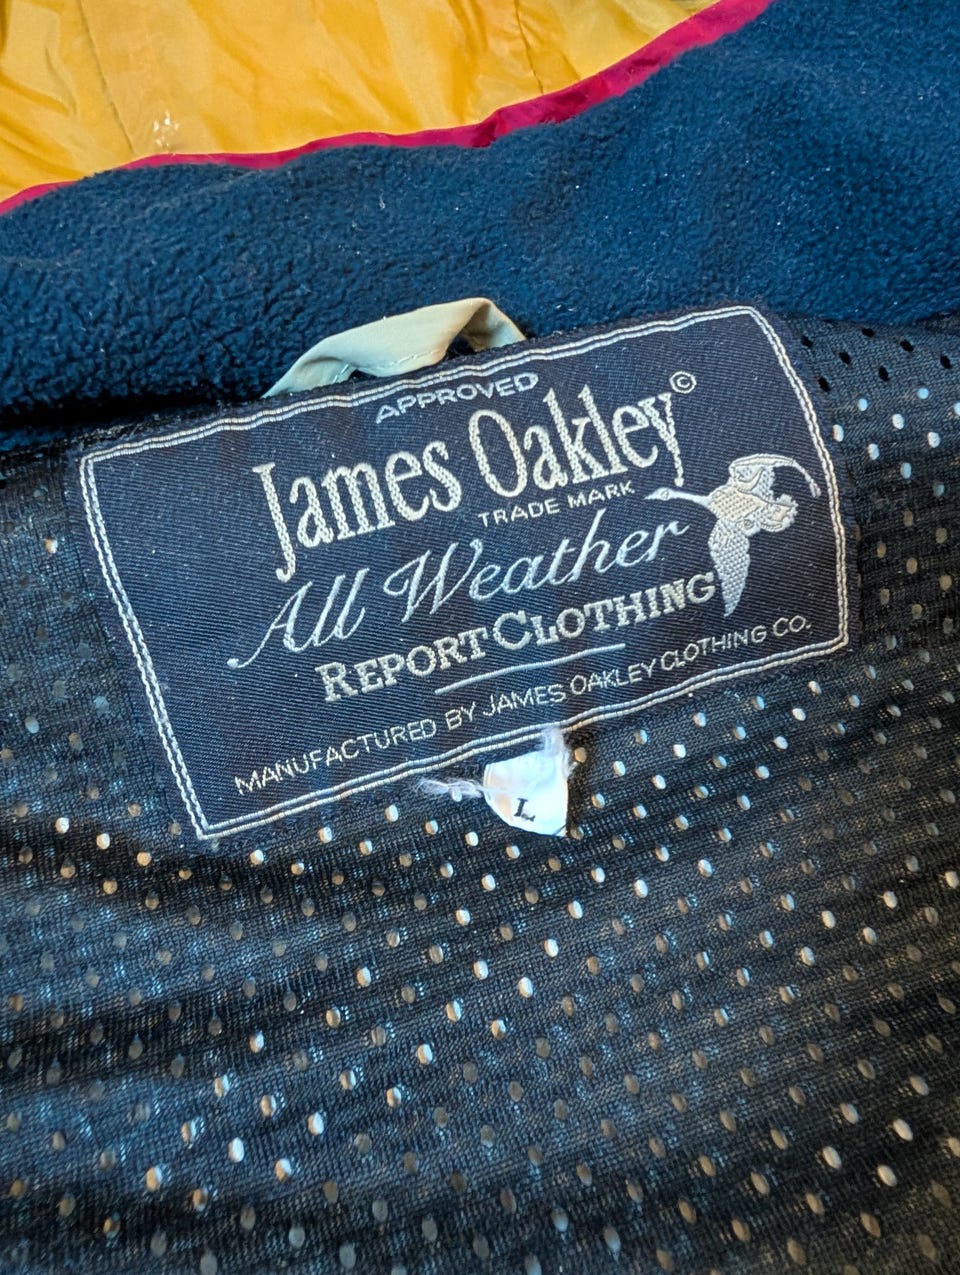 APPROVED
James Oakley©
TRADE MARK
All Weather
REPORT CLOTHING
MANUFACTURED BY JAMES OAKLEY CLOTHING CO.
L